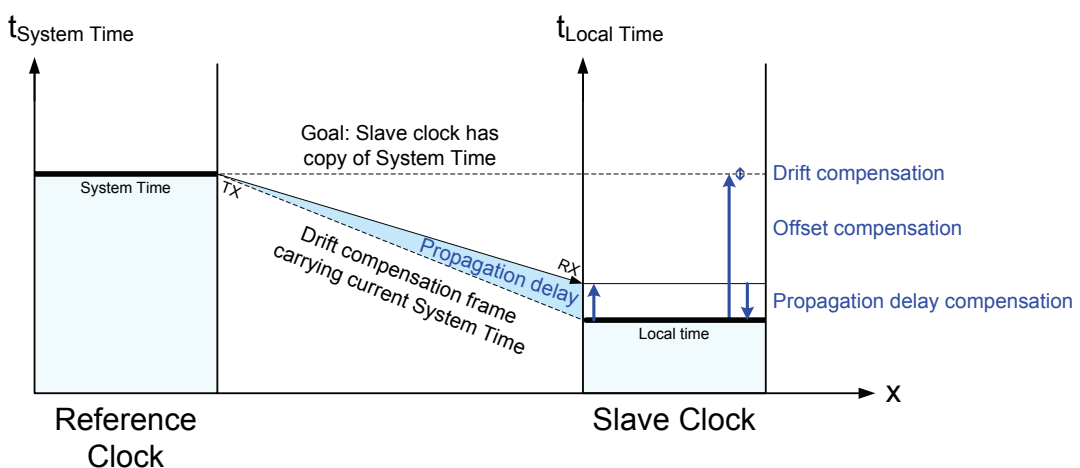 tSystem Time
tLocal Time
Goal: Slave clock has
copy of System Time
System Time
TX
Drift compensation
Offset compensation
Propagation delay
RX
Drift compensation frame
carrying current System Time
Propagation delay compensation
Local time
x
Reference
Clock
Slave Clock